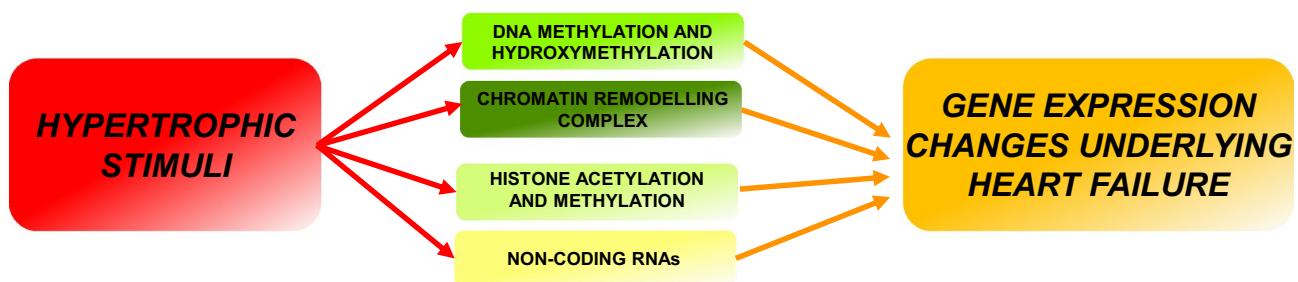 HYPERTROPHIC
STIMULI
DNA METHYLATION AND
HYDROXYMETHYLATION
CHROMATIN REMODELLING
COMPLEX
HISTONE ACETYLATION
AND METHYLATION
NON-CODING RNAs
GENE EXPRESSION
CHANGES UNDERLYING
HEART FAILURE